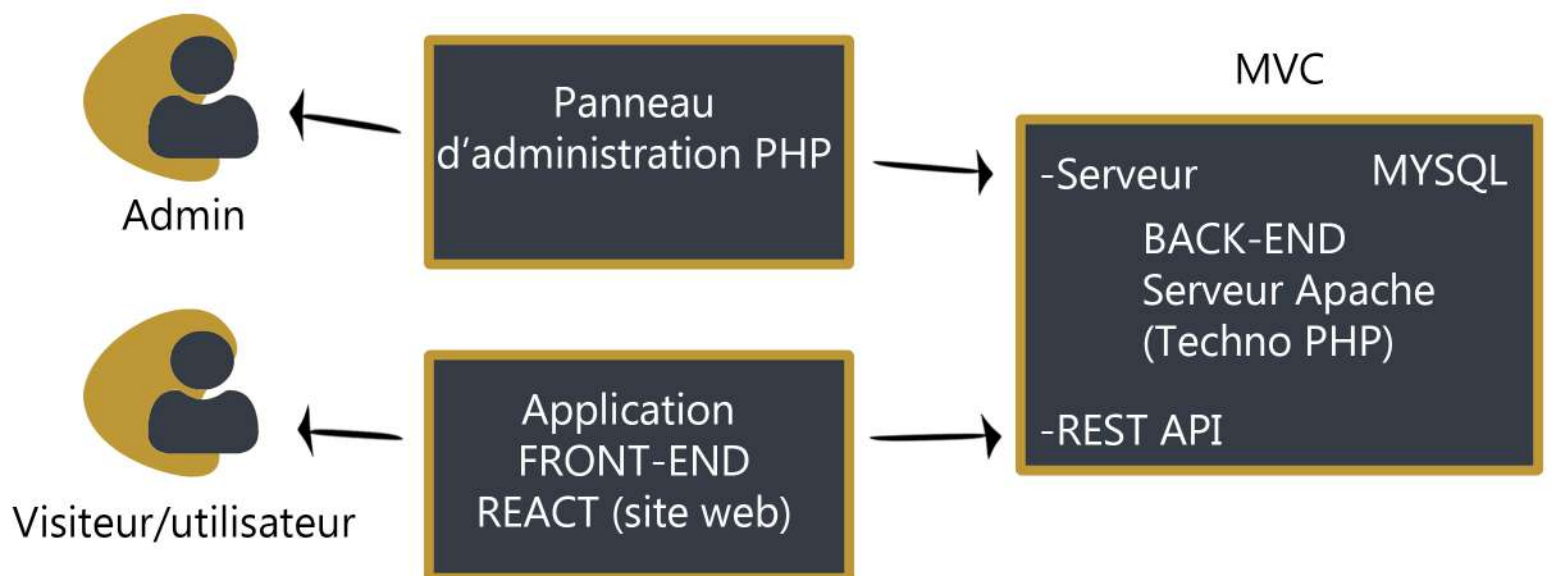 Panneau
d'administration PHP
Admin
Application
FRONT-END
REACT (site web)
Visiteur/utilisateur
MVC
-Serveur MYSQL
BACK-END
Serveur Apache
(Techno PHP)
-REST API